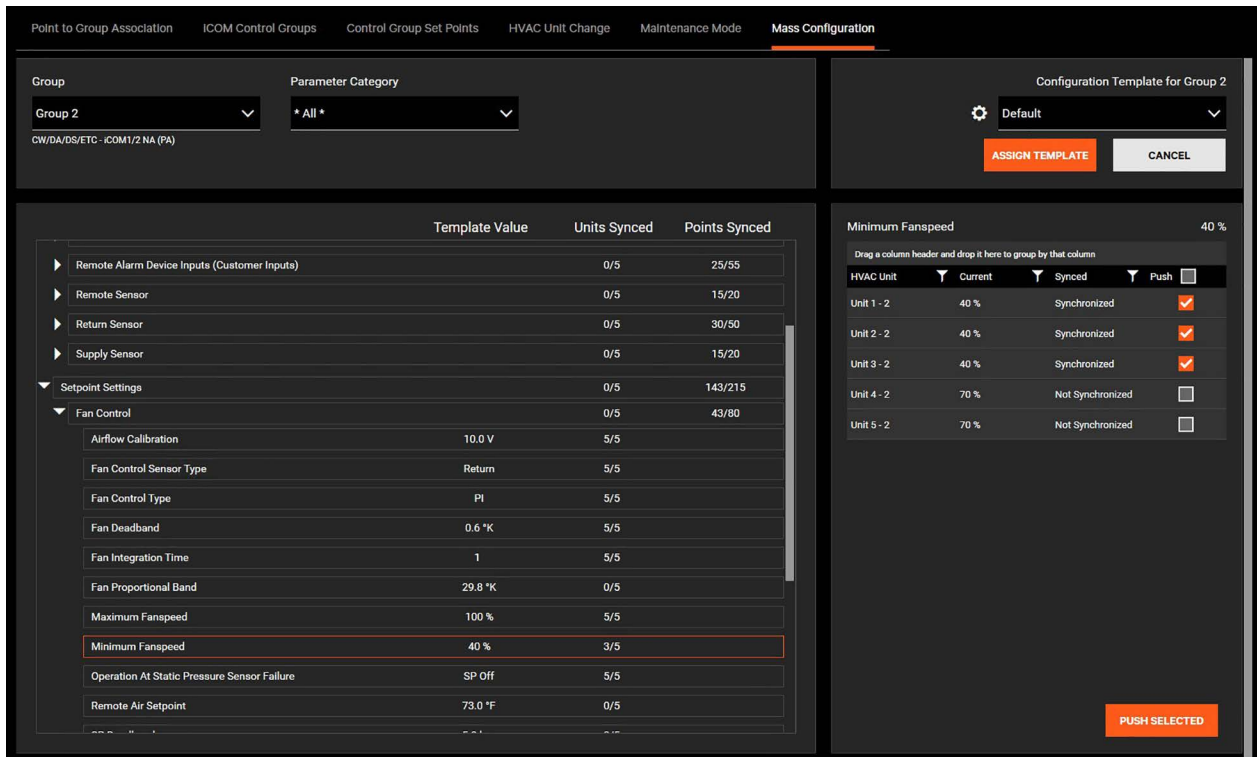 Point to Group Association ICOM Control Groups Control Group Set Points HVAC Unit Change Maintenance Mode Mass Configuration
Group Parameter Category
Group 2 * All *
CW/DA/DS/ETC - iCOM1/2 NA (PA)
Configuration Template for Group 2
Default
ASSIGN TEMPLATE CANCEL
Template Value Units Synced Points Synced
Remote Alarm Device Inputs (Customer Inputs) 0/5 25/55
Remote Sensor 0/5 15/20
Return Sensor 0/5 30/50
Supply Sensor 0/5 15/20
Setpoint Settings 0/5 143/215
Fan Control 0/5 43/80
Airflow Calibration 10.0 V 5/5
Fan Control Sensor Type Return 5/5
Fan Control Type PI 5/5
Fan Deadband 0.6 °K 5/5
Fan Integration Time 1 5/5
Fan Proportional Band 29.8 °K 0/5
Maximum Fanspeed 100 % 5/5
Minimum Fanspeed 40 % 3/5
Operation At Static Pressure Sensor Failure SP Off 5/5
Remote Air Setpoint 73.0 °F 0/5
Minimum Fanspeed 40 %
Drag a column header and drop it here to group by that column
HVAC Unit Current Synced Push
Unit 1 - 2 40 % Synchronized
Unit 2 - 2 40 % Synchronized
Unit 3 - 2 40 % Synchronized
Unit 4 - 2 70 % Not Synchronized
Unit 5 - 2 70 % Not Synchronized
PUSH SELECTED